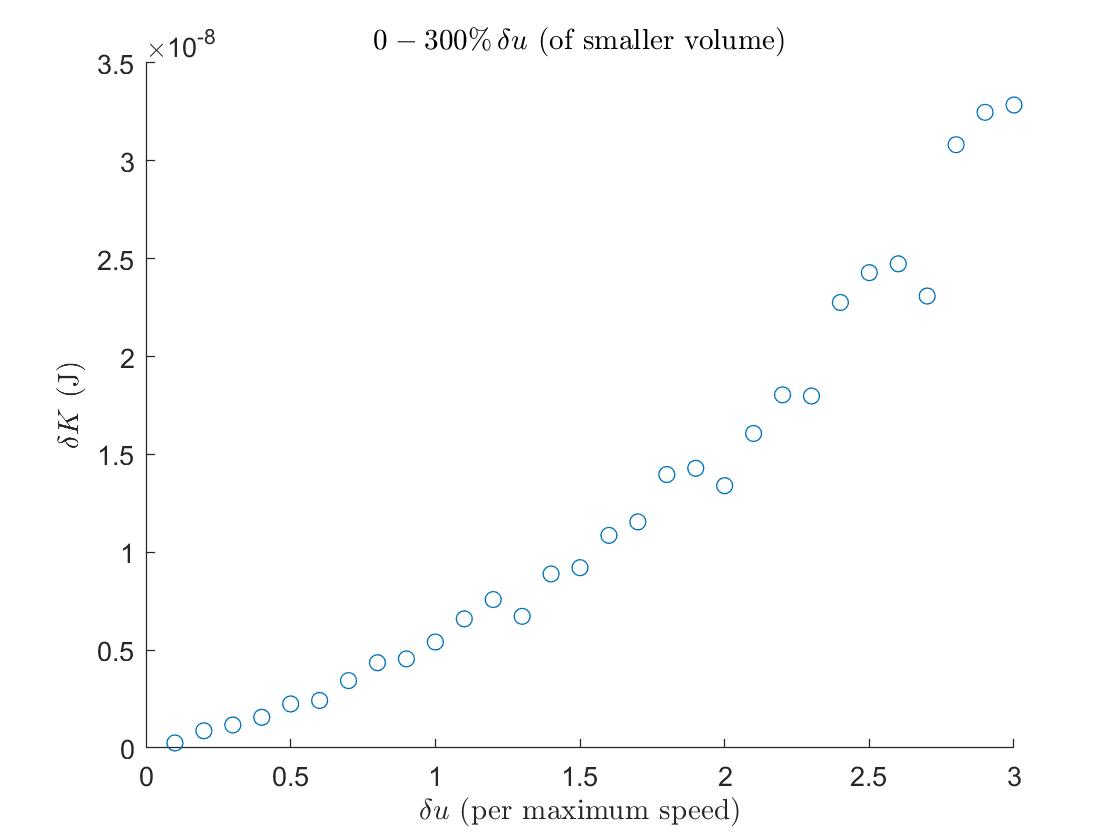 0 − 300% δu (of smaller volume)
×10-8
3.5
3
2.5
2
1.5
1
0.5
0
δK (J)
0 0.5 1 1.5 2 2.5 3
δu (per maximum speed)